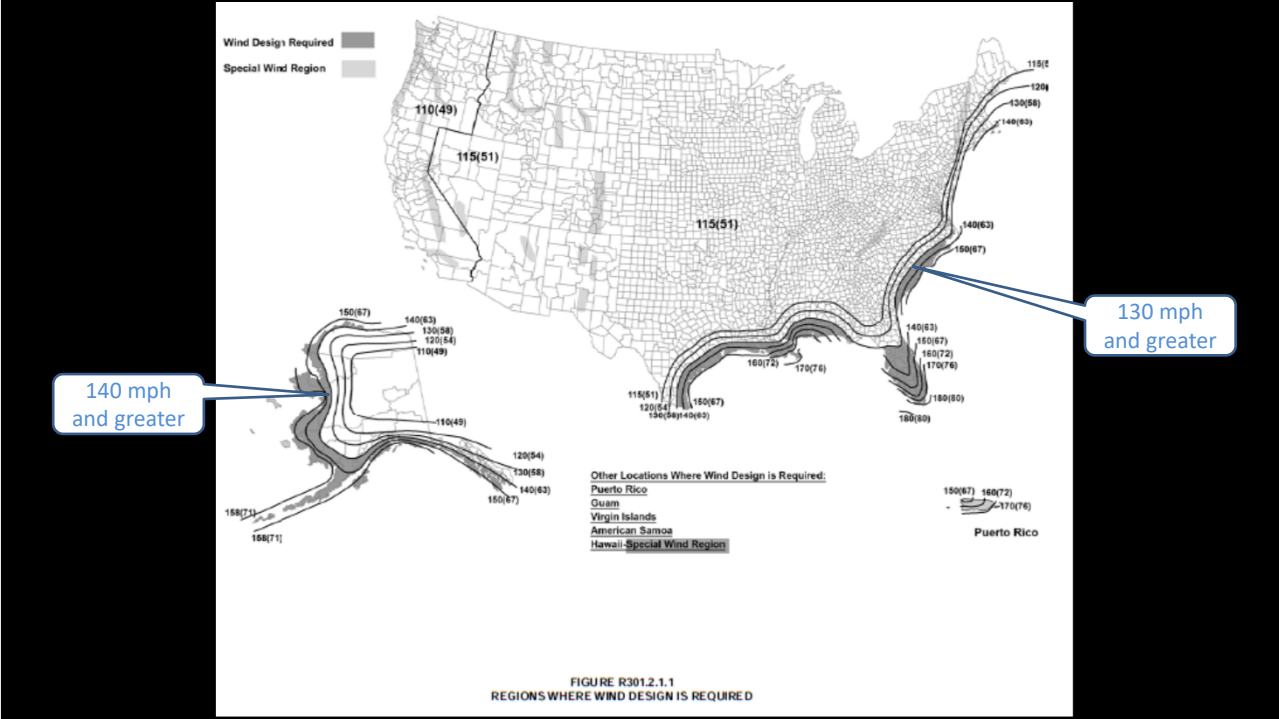 Wind Design Required
Special Wind Region
110(49)
115(51)
115(51)
120(
130(58)
140(63)
140(63)
150(67)
130 mph
and greater
150(67)
140(63)
130(58)
120(54)
110(49)
140 mph
and greater
110(49)
120(54)
130(58)
140(63)
150(67)
158(71)
158(71)
115(51)
120(54)
130(58)140(63)
150(67)
160(72)
170(76)
140(63)
150(67)
160(72)
170(76)
180(80)
180(80)
Other Locations Where Wind Design is Required:
Puerto Rico
Guam
Virgin Islands
American Samoa
Hawaii-Special Wind Region
150(67) 160(72)
170(76)
Puerto Rico
FIGURE R301.2.1.1
REGIONS WHERE WIND DESIGN IS REQUIRED